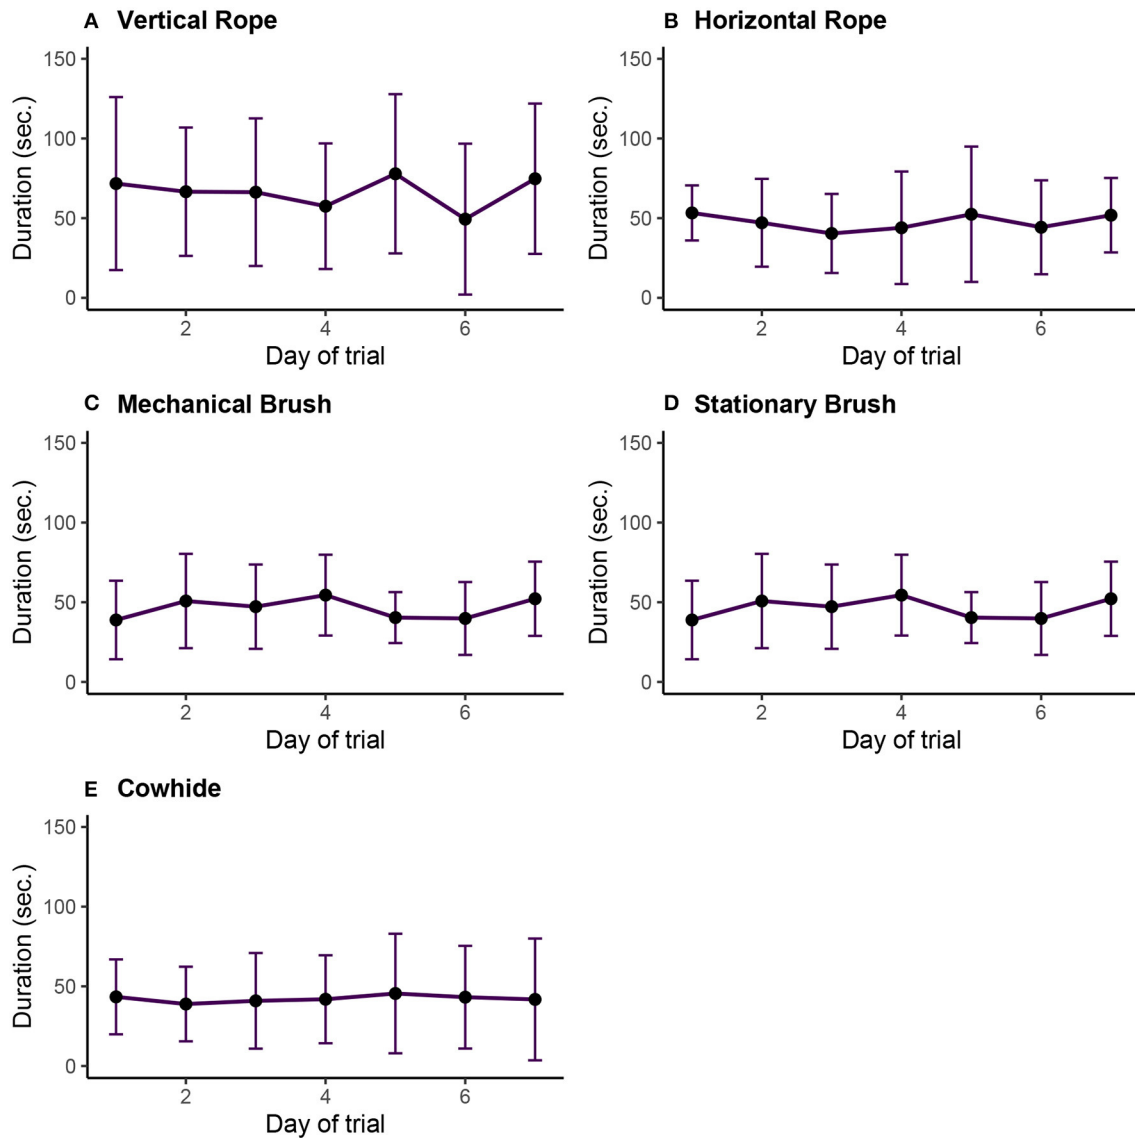 A Vertical Rope
150
100
50
0
Duration (sec.)
2 4 6
Day of trial
B Horizontal Rope
150
100
50
0
Duration (sec.)
2 4 6
Day of trial
C Mechanical Brush
150
100
50
0
Duration (sec.)
2 4 6
Day of trial
D Stationary Brush
150
100
50
0
Duration (sec.)
2 4 6
Day of trial
E Cowhide
150
100
50
0
Duration (sec.)
2 4 6
Day of trial